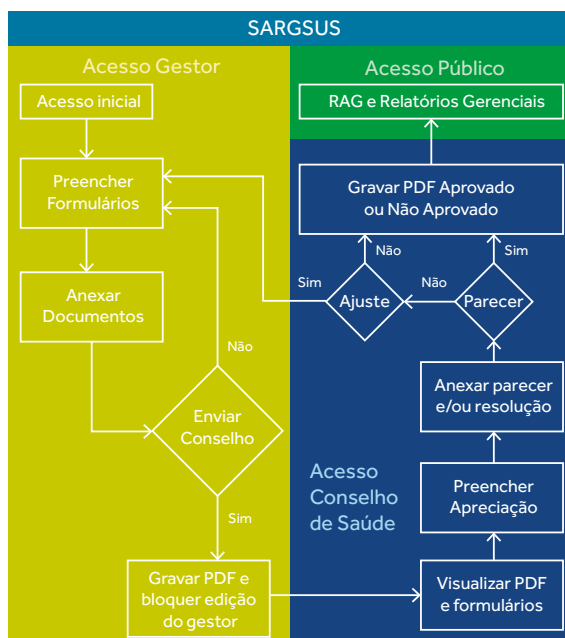 SARGSUS
Acesso Gestor
Acesso inicial
Preencher
Formulários
Anexar
Documentos
Não
Enviar
Conselho
Sim
Gravar PDF e
bloquer edição
do gestor
Acesso Público
RAG e Relatórios Gerenciais
Gravar PDF Aprovado
ou Não Aprovado
Não
Sim
Sim
Ajuste
Não
Parecer
Anexar parecer
e/ou resolução
Acesso
Conselho
de Saúde
Preencher
Apreciação
Visualizar PDF
e formulários